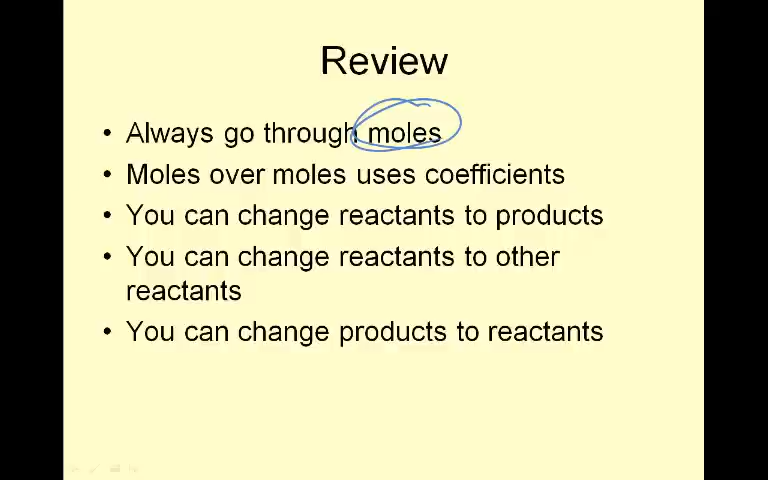 Review
• Always go through moles
• Moles over moles uses coefficients
• You can change reactants to products
• You can change reactants to other
reactants
• You can change products to reactants